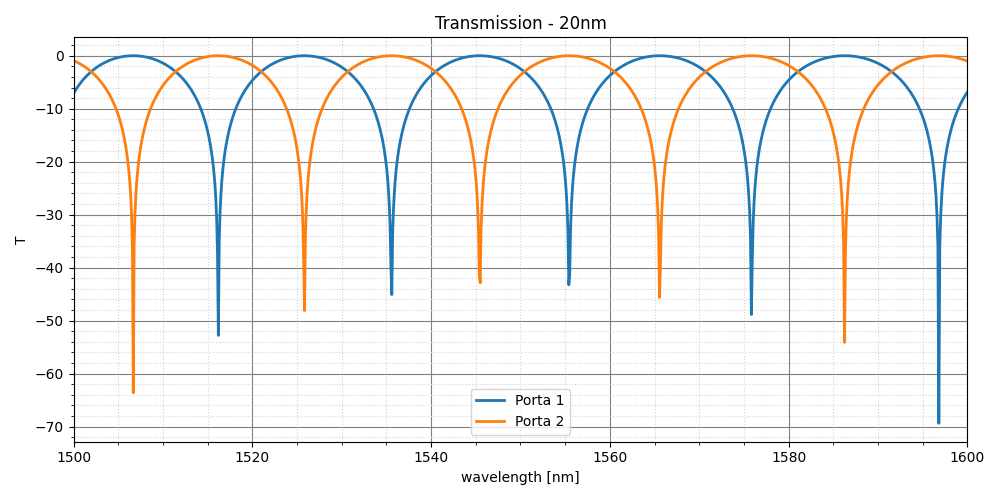 Transmission - 20nm
0
−10
−20
−30
−40
−50
−60
−70
T
Porta 1
Porta 2
1500 1520 1540 1560 1580 1600
wavelength [nm]